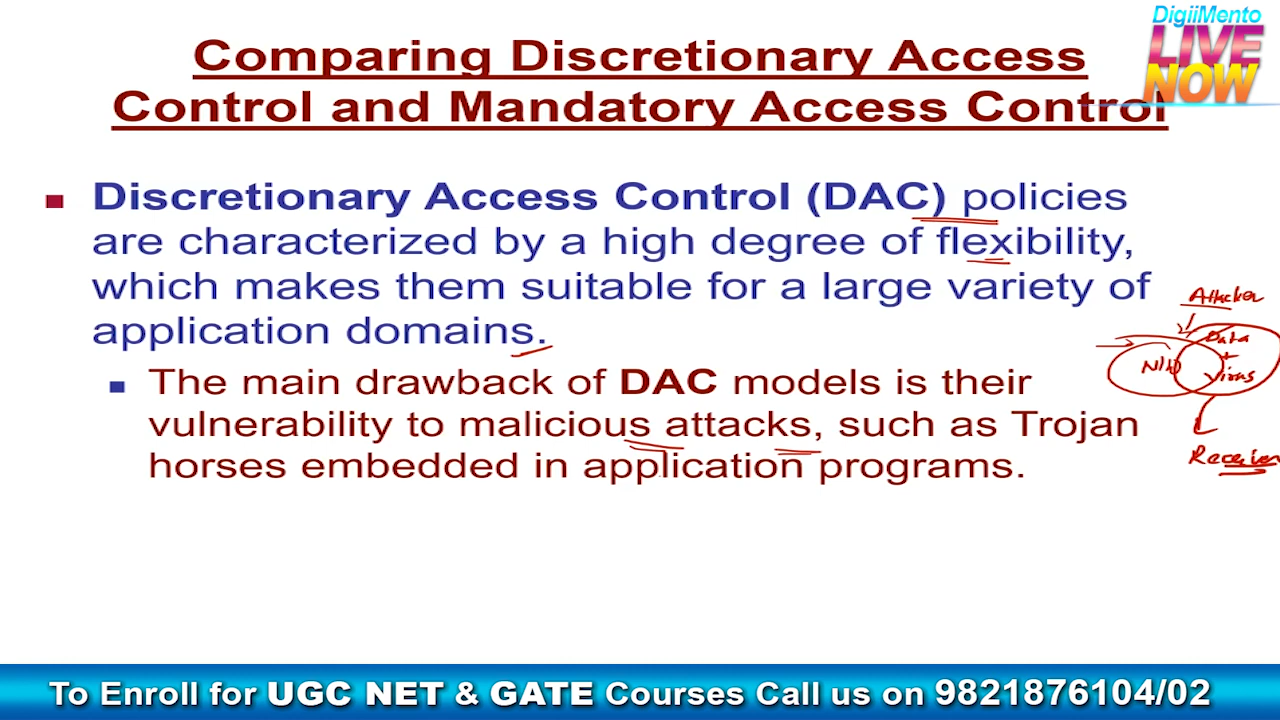 DigiiMento
LIVE
NOW
Comparing Discretionary Access
Control and Mandatory Access Control
Discretionary Access Control (DAC) policies
are characterized by a high degree of flexibility,
which makes them suitable for a large variety of
application domains.
The main drawback of DAC models is their
vulnerability to malicious attacks, such as Trojan
horses embedded in application programs.
Attacker
N/W
Data
+
Virus
Receiver
To Enroll for UGC NET & GATE Courses Call us on 9821876104/02